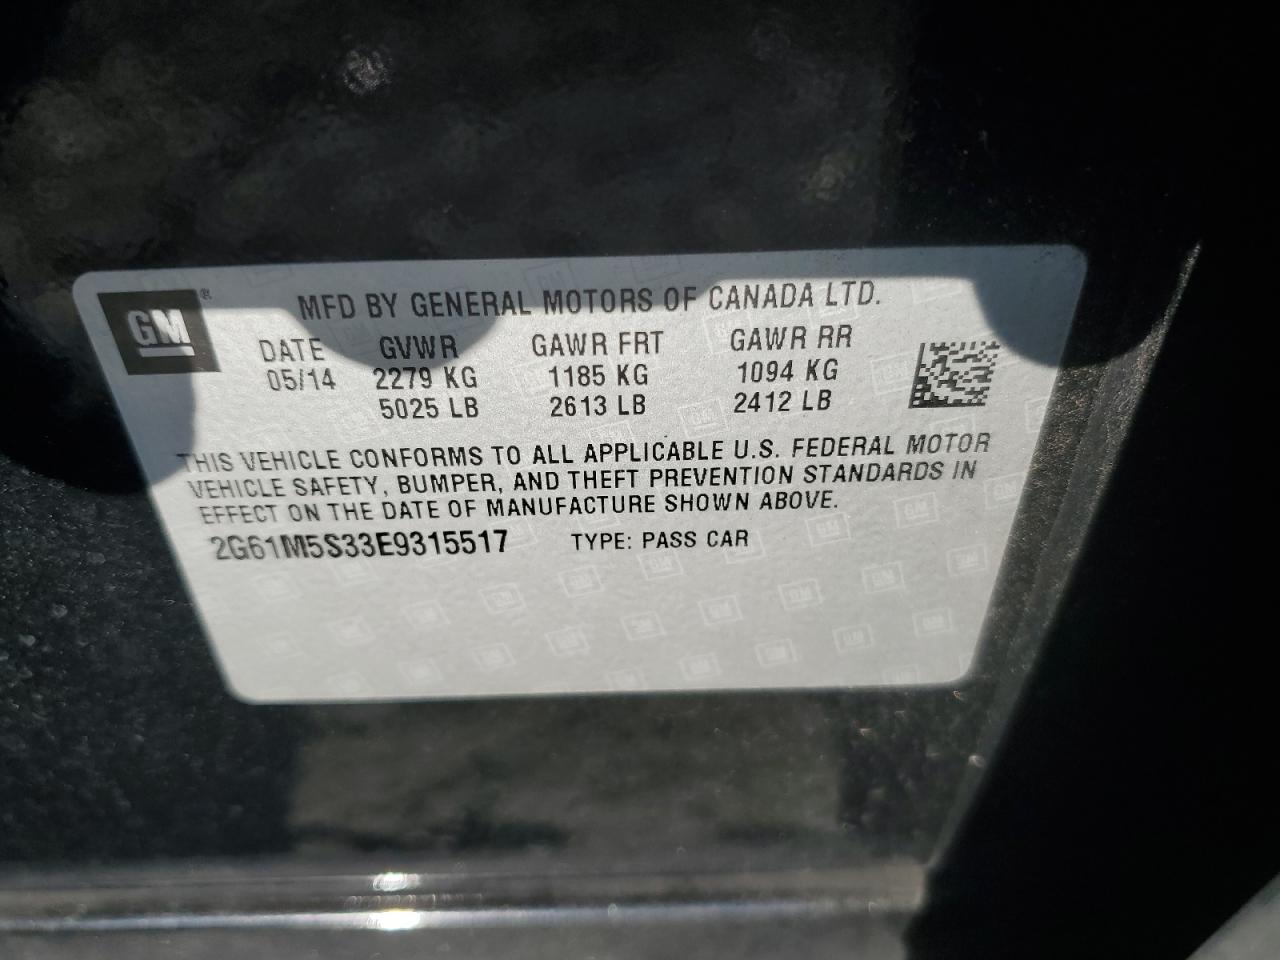 GM®
MFD BY GENERAL MOTORS OF CANADA LTD.
DATE GVWR GAWR FRT GAWR RR
05/14 2279 KG 1185 KG 1094 KG
5025 LB 2613 LB 2412 LB
THIS VEHICLE CONFORMS TO ALL APPLICABLE U.S. FEDERAL MOTOR
VEHICLE SAFETY, BUMPER, AND THEFT PREVENTION STANDARDS IN
EFFECT ON THE DATE OF MANUFACTURE SHOWN ABOVE.
2G61M5S33E9315517 TYPE: PASS CAR